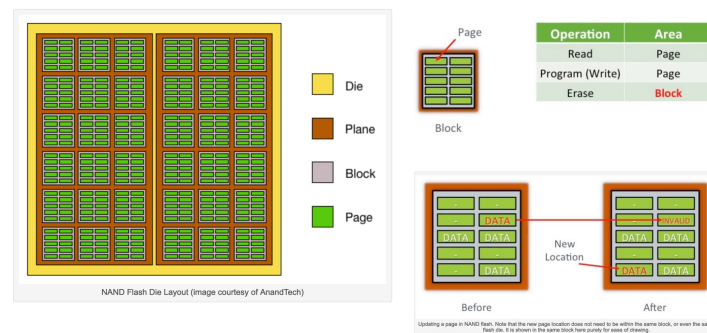 Die
Plane
Block
Page
NAND Flash Die Layout (image courtesy of AnandTech)
Page
Block
Operation Area
Read Page
Program (Write) Page
Erase Block
- -
- DATA
DATA DATA
- -
- DATA
Before
New
Location
- -
- INVALID
DATA DATA
- -
DATA DATA
After
Updating a page in NAND flash. Note that the new page location does not need to be within the same block, or even the
flash die. It is shown in the same block here purely for ease of drawing.